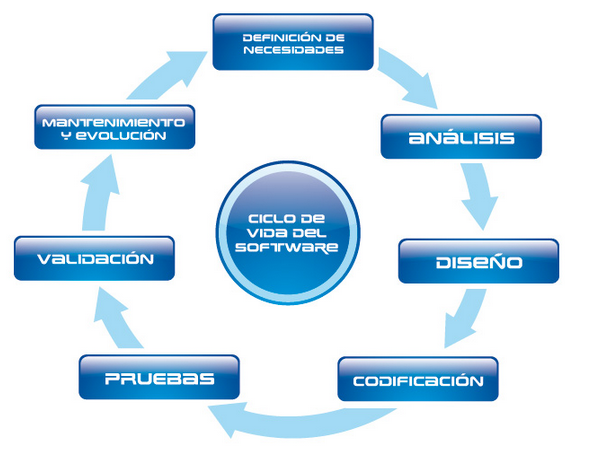 DEFINICIÓN DE
NECESIDADES
ANÁLISIS
DISEÑO
CODIFICACIÓN
PRUEBAS
VALIDACIÓN
MANTENIMIENTO
Y EVOLUCIÓN
CICLO DE
VIDA DEL
SOFTWARE